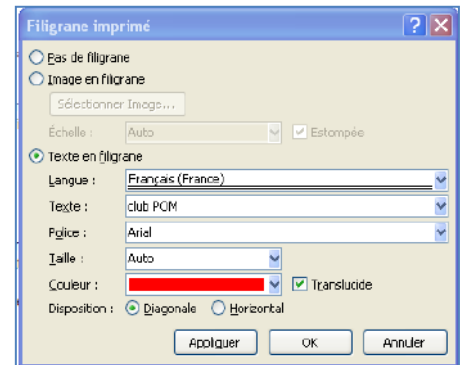 Filigrane imprimé
Pas de filigrane
Image en filigrane
Sélectionner Image...
Échelle : Auto Estompée
Texte en filigrane
Langue : Français (France)
Texte : club POM
Police : Arial
Taille : Auto
Couleur : Translucide
Disposition : Diagonale Horizontal
Appliquer OK Annuler